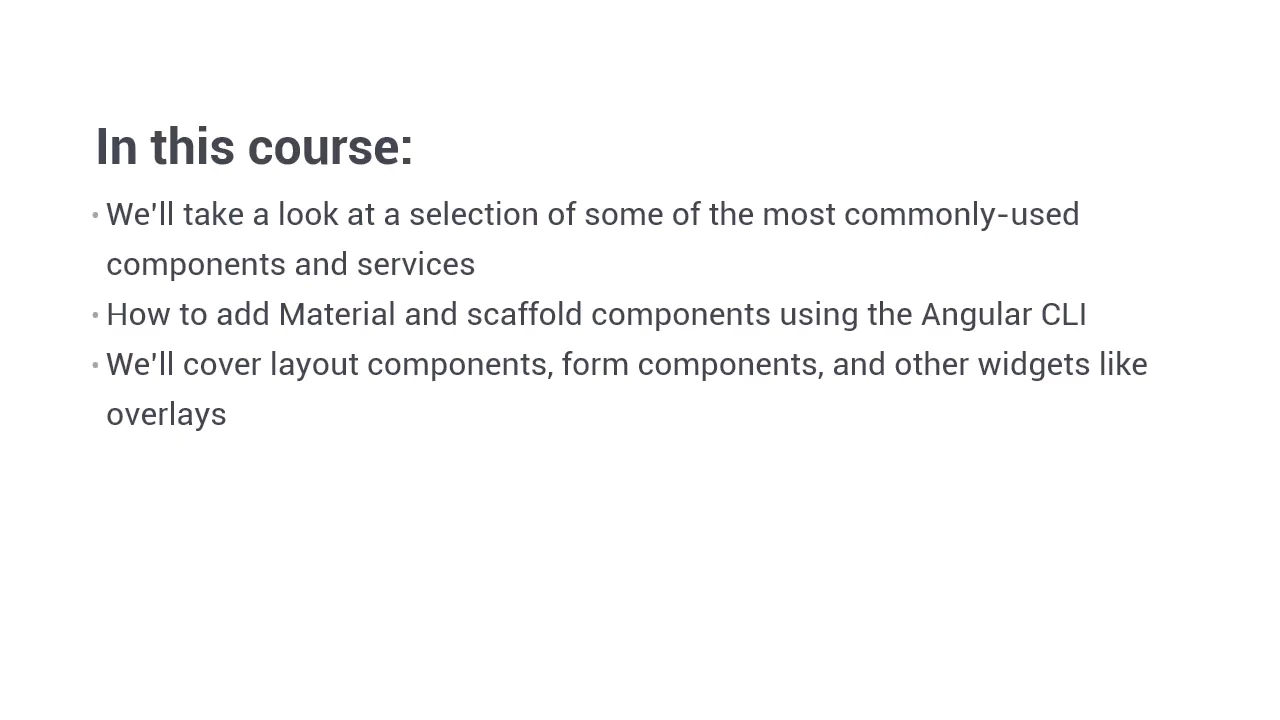 In this course:
• We'll take a look at a selection of some of the most commonly-used
components and services
• How to add Material and scaffold components using the Angular CLI
• We'll cover layout components, form components, and other widgets like
overlays